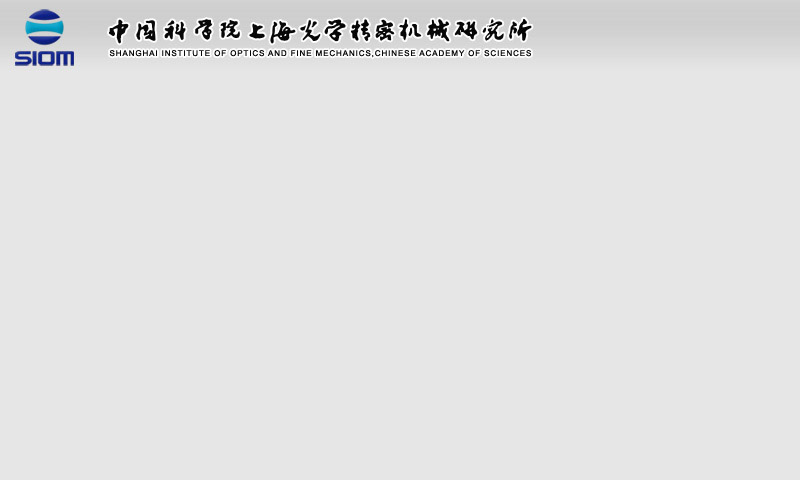 SIOM
中国科学院上海光学精密机械研究所
SHANGHAI INSTITUTE OF OPTICS AND FINE MECHANICS,CHINESE ACADEMY OF SCIENCES